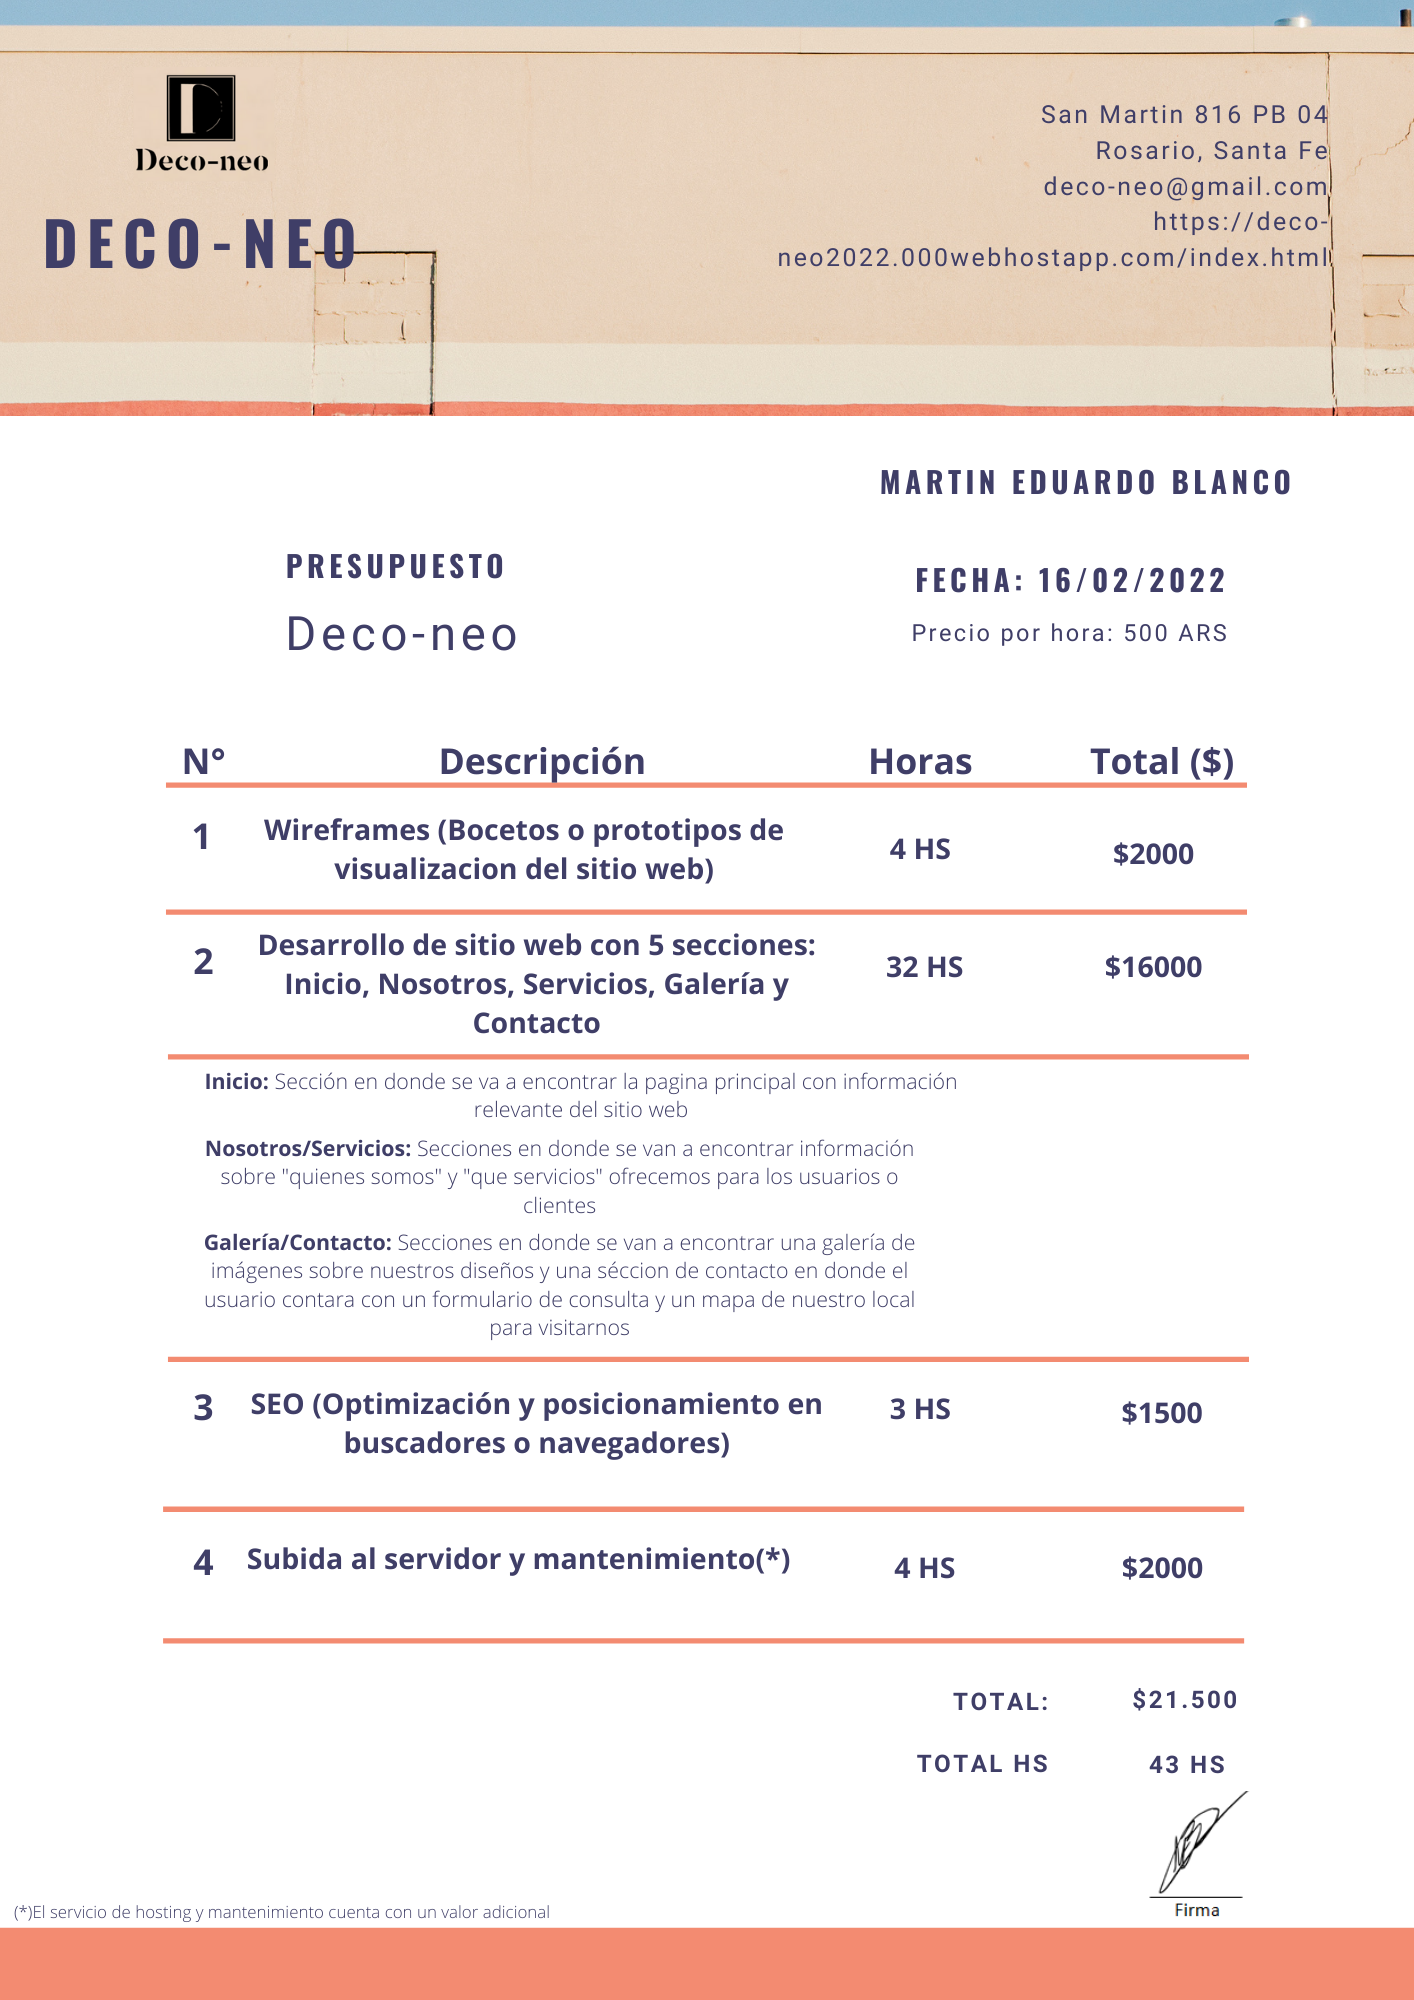 Deco-neo
DECO-NEO
San Martin 816 PB 04
Rosario, Santa Fe
deco-neo@gmail.com
https://deco-
neo2022.000webhostapp.com/index.html
MARTIN EDUARDO BLANCO
PRESUPUESTO
Deco-neo
FECHA: 16/02/2022
Precio por hora: 500 ARS
N° Descripción Horas Total ($)
1 Wireframes (Bocetos o prototipos de
visualizacion del sitio web) 4 HS $2000
2 Desarrollo de sitio web con 5 secciones: 32 HS $16000
Inicio, Nosotros, Servicios, Galería y
Contacto
Inicio: Sección en donde se va a encontrar la pagina principal con información
relevante del sitio web
Nosotros/Servicios: Secciones en donde se van a encontrar información
sobre "quienes somos" y "que servicios" ofrecemos para los usuarios o
clientes
Galería/Contacto: Secciones en donde se van a encontrar una galería de
imágenes sobre nuestros diseños y una séccion de contacto en donde el
usuario contara con un formulario de consulta y un mapa de nuestro local
para visitarnos
3 SEO (Optimización y posicionamiento en 3 HS $1500
buscadores o navegadores)
4 Subida al servidor y mantenimiento(*) 4 HS $2000
TOTAL: $21.500
TOTAL HS 43 HS
Firma
(*)El servicio de hosting y mantenimiento cuenta con un valor adicional